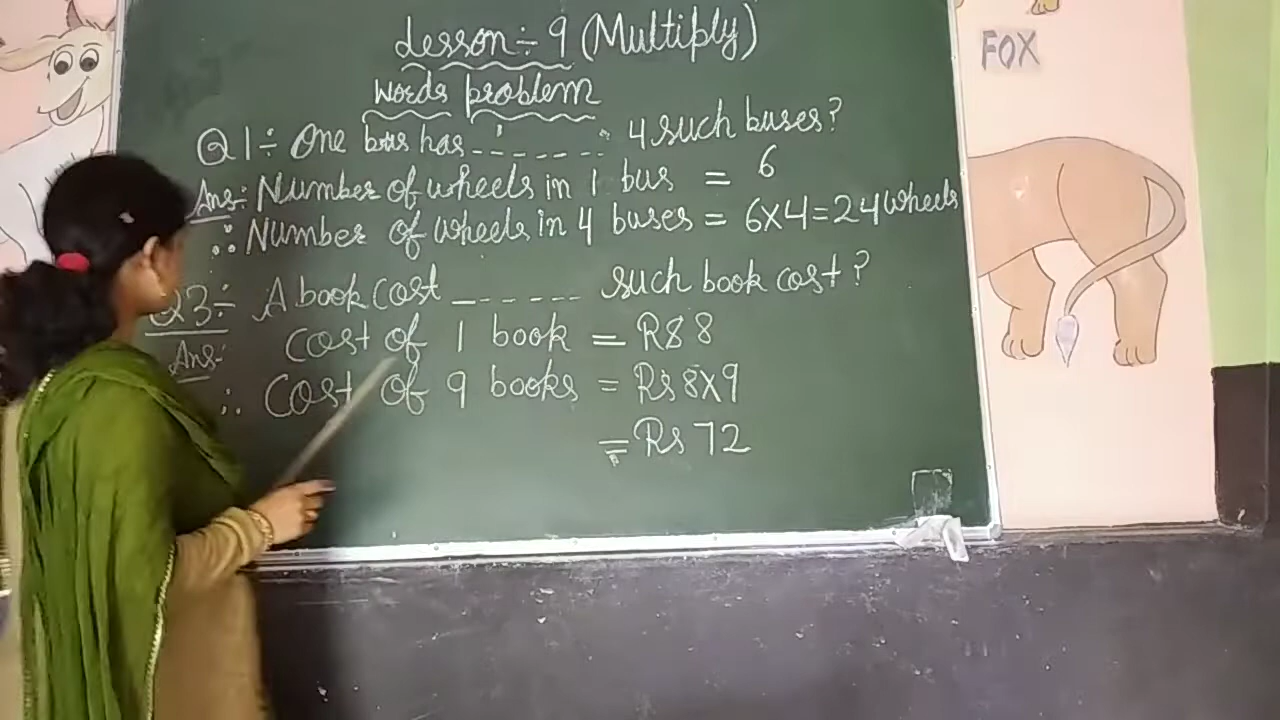 Lesson ÷ 9 (Multiply)
Words problem
Q1 ÷ One bus has _ _ _ _ _ _ 4 such buses?
Ans: Number of wheels in 1 bus = 6
∴ Number of wheels in 4 buses = 6×4=24 wheels
Q3 ÷ A book cost _ _ _ _ _ _ such book cost?
Ans: Cost of 1 book = Rs 8
∴ Cost of 9 books = Rs 8×9
= Rs 72
FOX